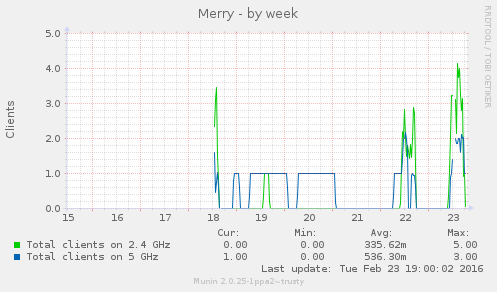 Merry - by week
RRDTOOL / TOBI OETIKER
Clients
5.0
4.0
3.0
2.0
1.0
0.0
15 16 17 18 19 20 21 22 23
Cur: Min: Avg: Max:
Total clients on 2.4 GHz 0.00 0.00 335.62m 5.00
Total clients on 5 GHz 1.00 0.00 536.30m 3.00
Last update: Tue Feb 23 19:00:02 2016
Munin 2.0.25-1ppa2~trusty